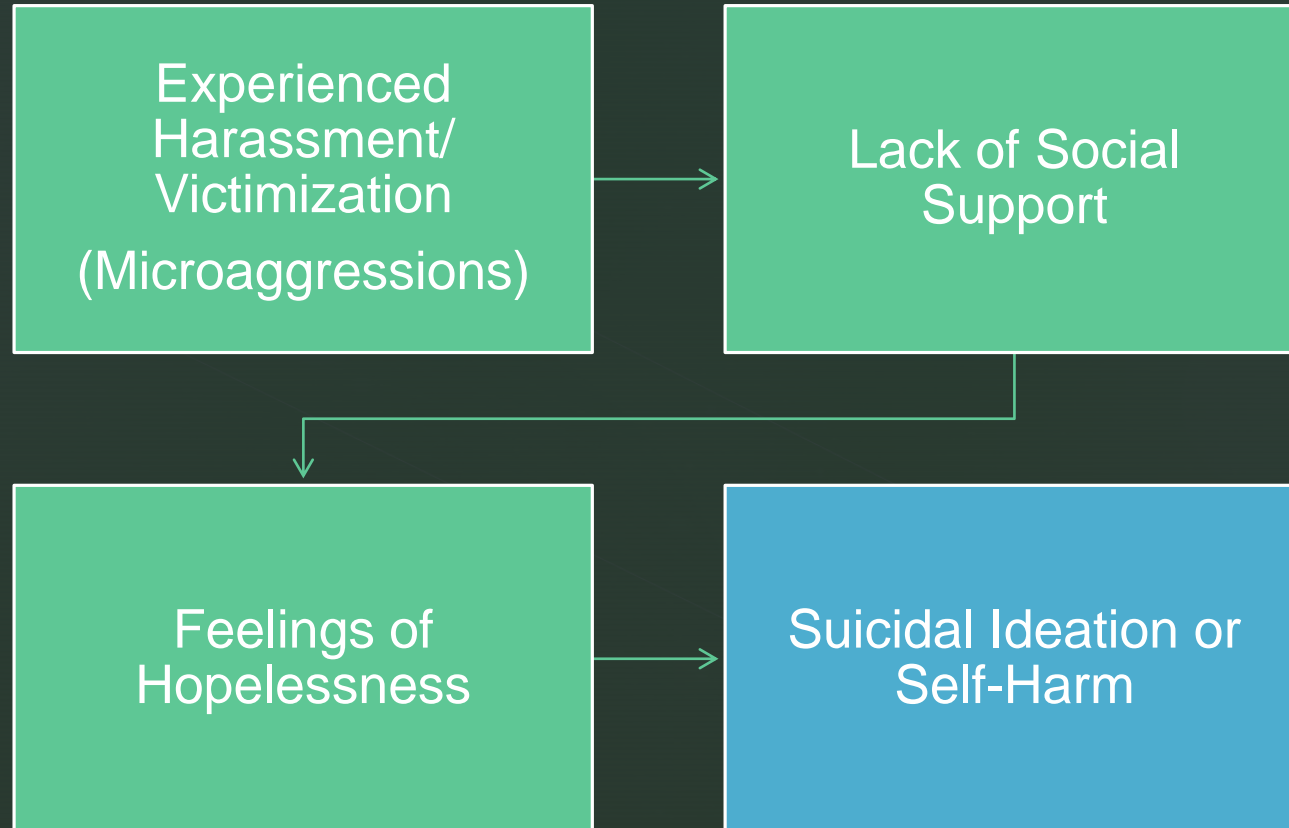 Experienced
Harassment/
Victimization
(Microaggressions)
Lack of Social
Support
Feelings of
Hopelessness
Suicidal Ideation or
Self-Harm